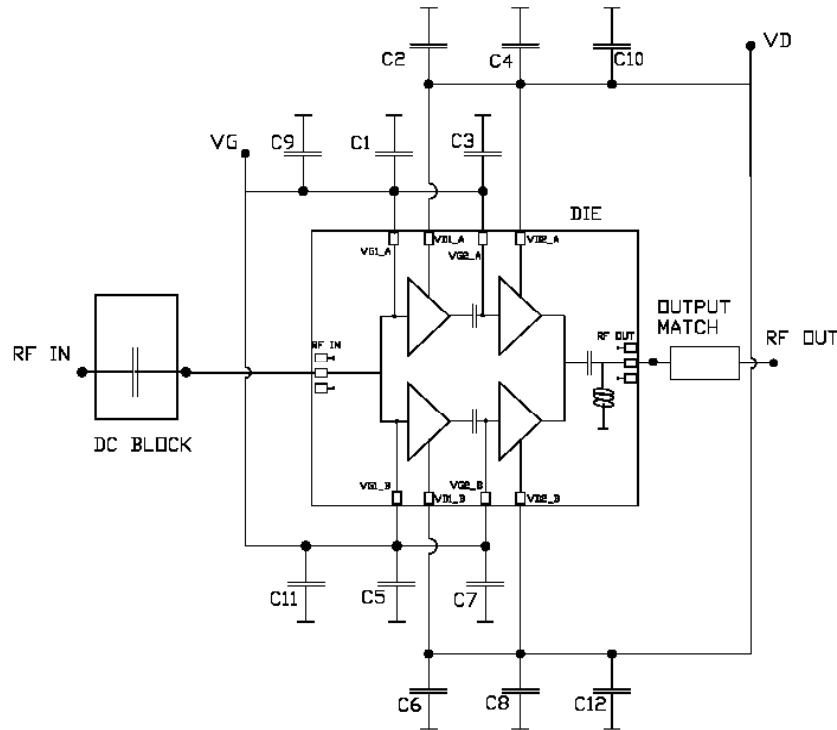 C2
C4
C10
VD
VG
C9
C1
C3
DIE
VG1_A
VD1_A
VG2_A
VD2_A
OUTPUT
MATCH
RF IN
RF IN
RF OUT
RF OUT
DC BLOCK
VG1_B
VD1_B
VG2_B
VD2_B
C11
C5
C7
C6
C8
C12